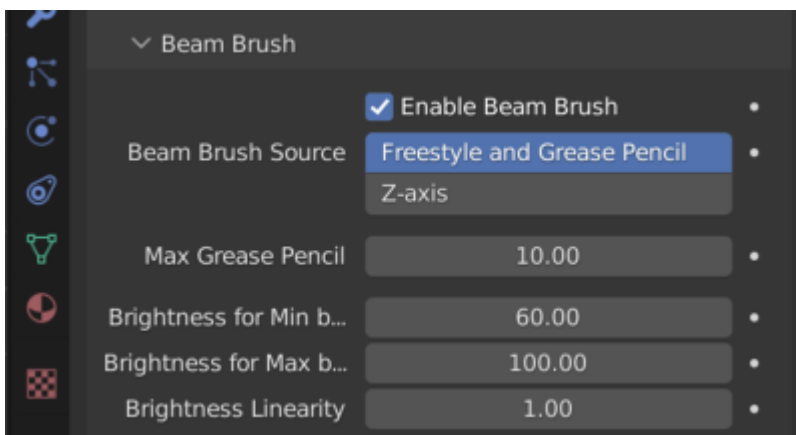 Beam Brush
Enable Beam Brush
Beam Brush Source Freestyle and Grease Pencil
Z-axis
Max Grease Pencil 10.00
Brightness for Min b... 60.00
Brightness for Max b... 100.00
Brightness Linearity 1.00